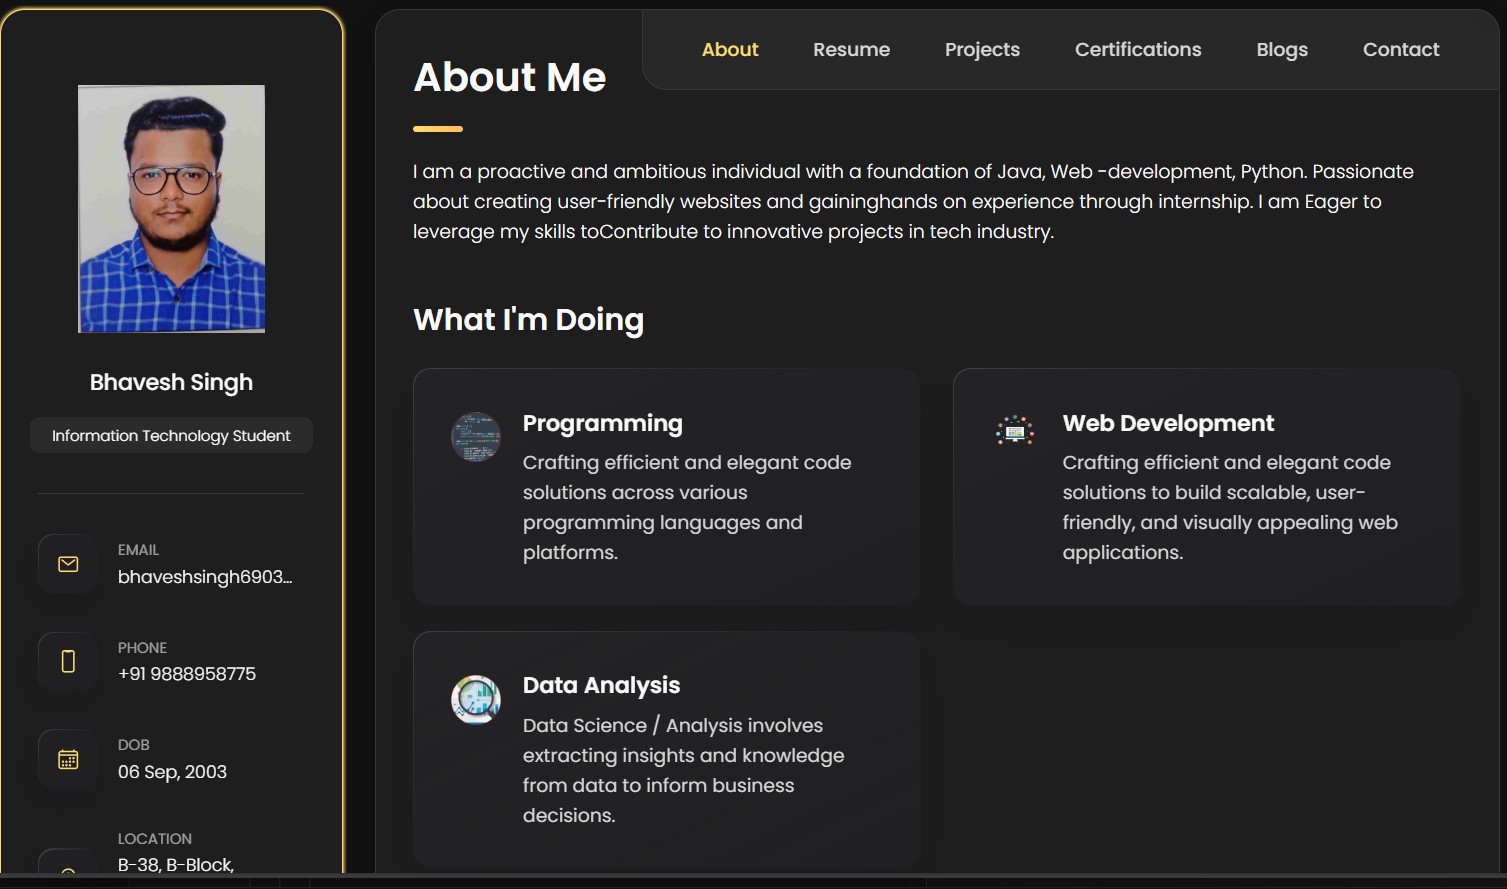 Bhavesh Singh
Information Technology Student
EMAIL
bhaveshsingh6903...
PHONE
+91 9888958775
DOB
06 Sep, 2003
LOCATION
B-38, B-Block,
About Resume Projects Certifications Blogs Contact
About Me
I am a proactive and ambitious individual with a foundation of Java, Web -development, Python. Passionate
about creating user-friendly websites and gaininghands on experience through internship. I am Eager to
leverage my skills toContribute to innovative projects in tech industry.
What I'm Doing
Programming
Crafting efficient and elegant code
solutions across various
programming languages and
platforms.
Web Development
Crafting efficient and elegant code
solutions to build scalable, user-
friendly, and visually appealing web
applications.
Data Analysis
Data Science / Analysis involves
extracting insights and knowledge
from data to inform business
decisions.